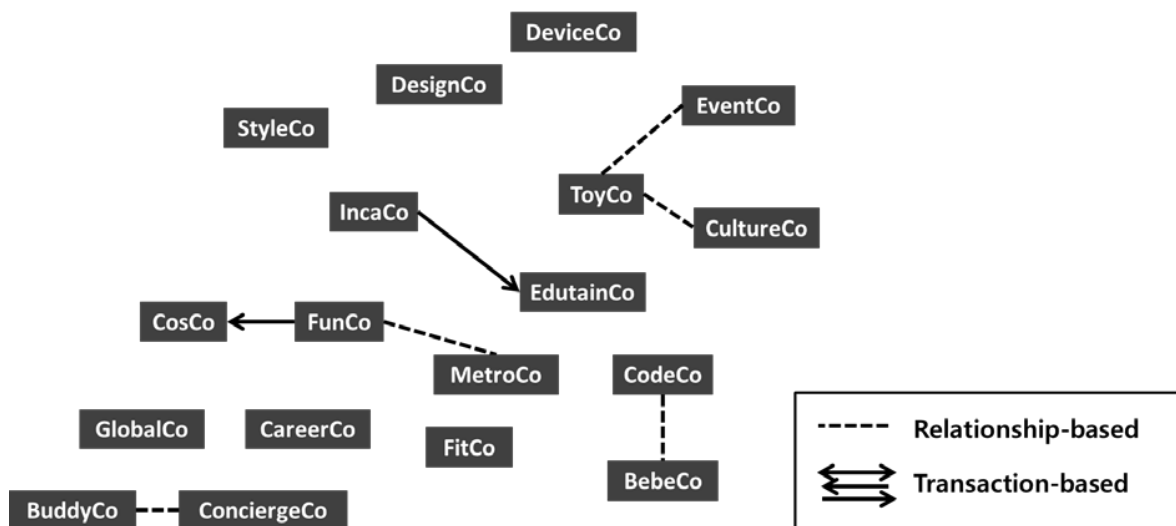 DeviceCo
DesignCo
EventCo
StyleCo
ToyCo
IncaCo
CultureCo
EdutainCo
CosCo
FunCo
MetroCo
CodeCo
GlobalCo
CareerCo
FitCo
BebeCo
BuddyCo
ConciergeCo
Relationship-based
Transaction-based